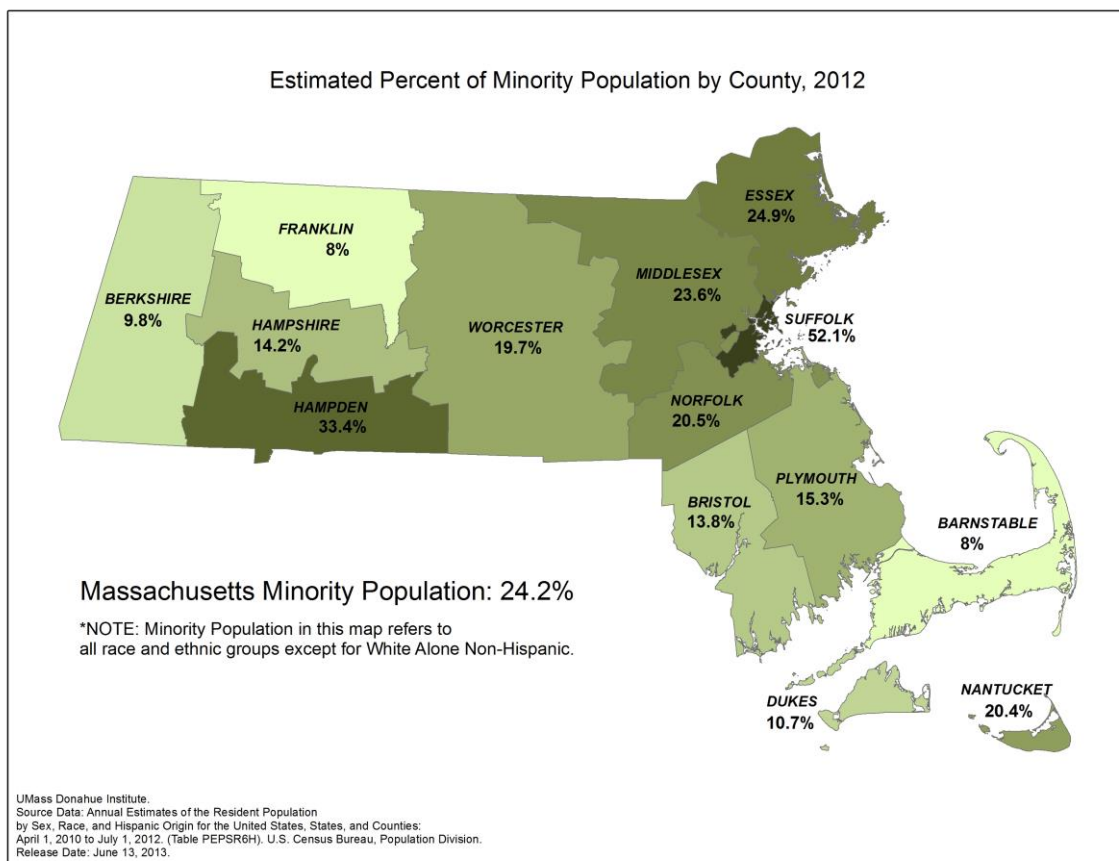 Estimated Percent of Minority Population by County, 2012
ESSEX
24.9%
FRANKLIN
8%
MIDDLESEX
23.6%
BERKSHIRE
9.8%
HAMPSHIRE
14.2%
WORCESTER
19.7%
SUFFOLK
52.1%
HAMPDEN
33.4%
NORFOLK
20.5%
PLYMOUTH
15.3%
BRISTOL
13.8%
BARNSTABLE
8%
Massachusetts Minority Population: 24.2%
*NOTE: Minority Population in this map refers to
all race and ethnic groups except for White Alone Non-Hispanic.
DUKES
10.7%
NANTUCKET
20.4%
UMass Donahue Institute.
Source Data: Annual Estimates of the Resident Population
by Sex, Race, and Hispanic Origin for the United States, States, and Counties:
April 1, 2010 to July 1, 2012. (Table PEPSR6H). U.S. Census Bureau, Population Division.
Release Date: June 13, 2013.